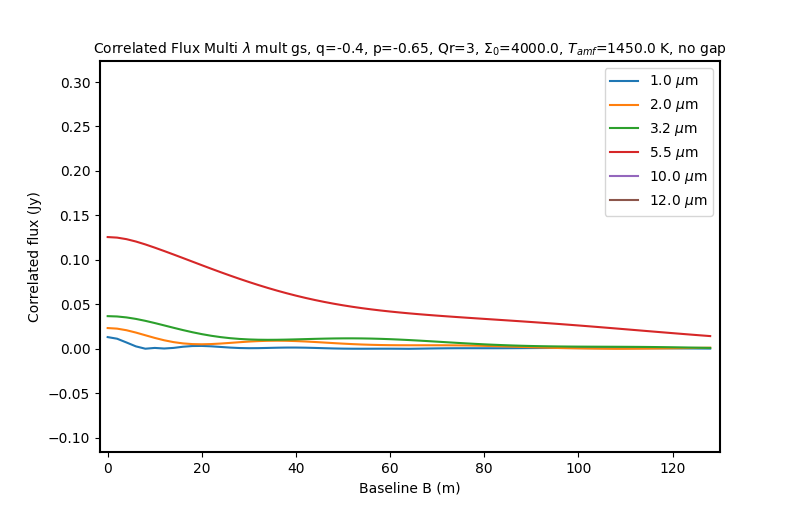 Correlated Flux Multi λ mult gs, q=-0.4, p=-0.65, Qr=3, Σ₀=4000.0, T_amf=1450.0 K, no gap
1.0 μm
2.0 μm
3.2 μm
5.5 μm
10.0 μm
12.0 μm
0.30
0.25
0.20
0.15
0.10
0.05
0.00
−0.05
−0.10
Correlated flux (Jy)
0 20 40 60 80 100 120
Baseline B (m)